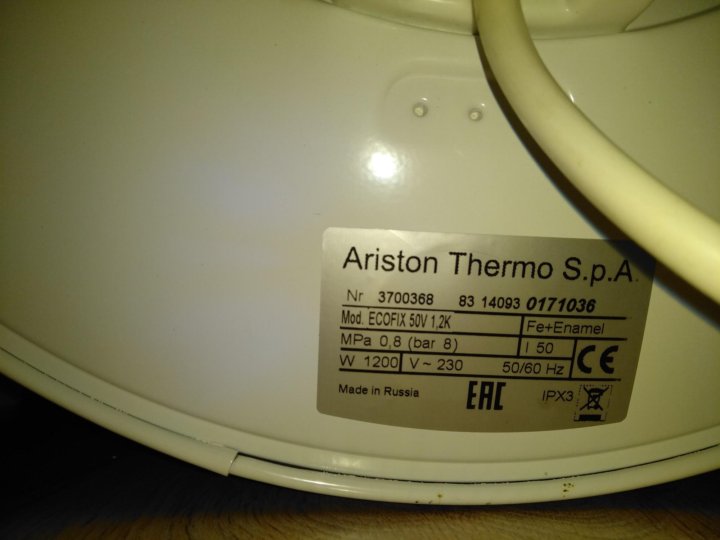 Ariston Thermo S.p.A.
Nr 3700368 83 14093 0171036
Mod. ECOFIX 50V 1,2K Fe+Enamel
MPa 0,8 (bar 8) l 50
W 1200 V~ 230 50/60 Hz CE
Made in Russia EAC IPX3